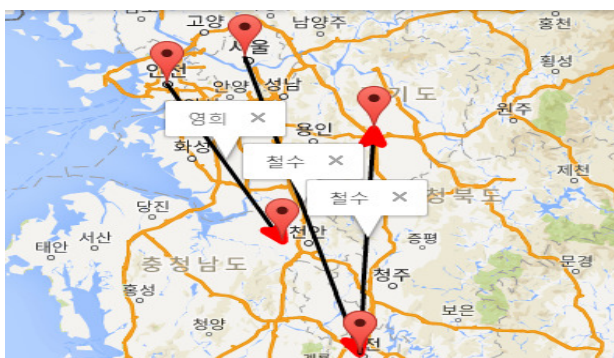 고양
남양주
홍천
서울
인천
안양
성남
횡성
기도
원주
영희 ×
용인
화성
철수 ×
제천
철수 ×
청북도
당진
천안
증평
태안
서산
충청남도
청주
문경
홍성
보은
청양
전
계룡